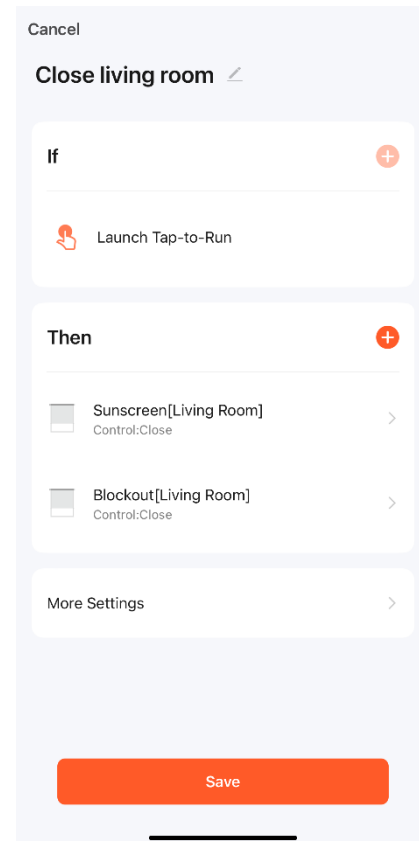 Cancel
Close living room
If
Launch Tap-to-Run
Then
Sunscreen[Living Room]
Control:Close
Blockout[Living Room]
Control:Close
More Settings
Save